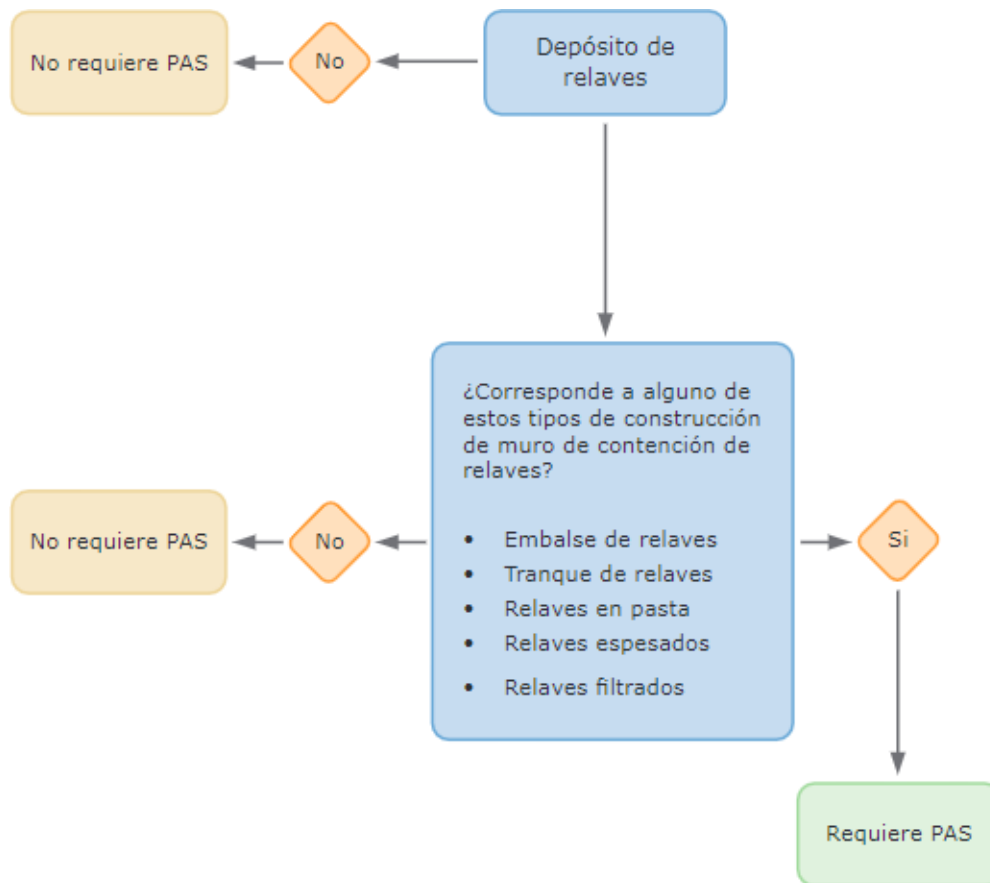 No requiere PAS
No
Depósito de
relaves
¿Corresponde a alguno de
estos tipos de construcción
de muro de contención de
relaves?
No requiere PAS
No
• Embalse de relaves
• Tranque de relaves
• Relaves en pasta
• Relaves espesados
• Relaves filtrados
Si
Requiere PAS